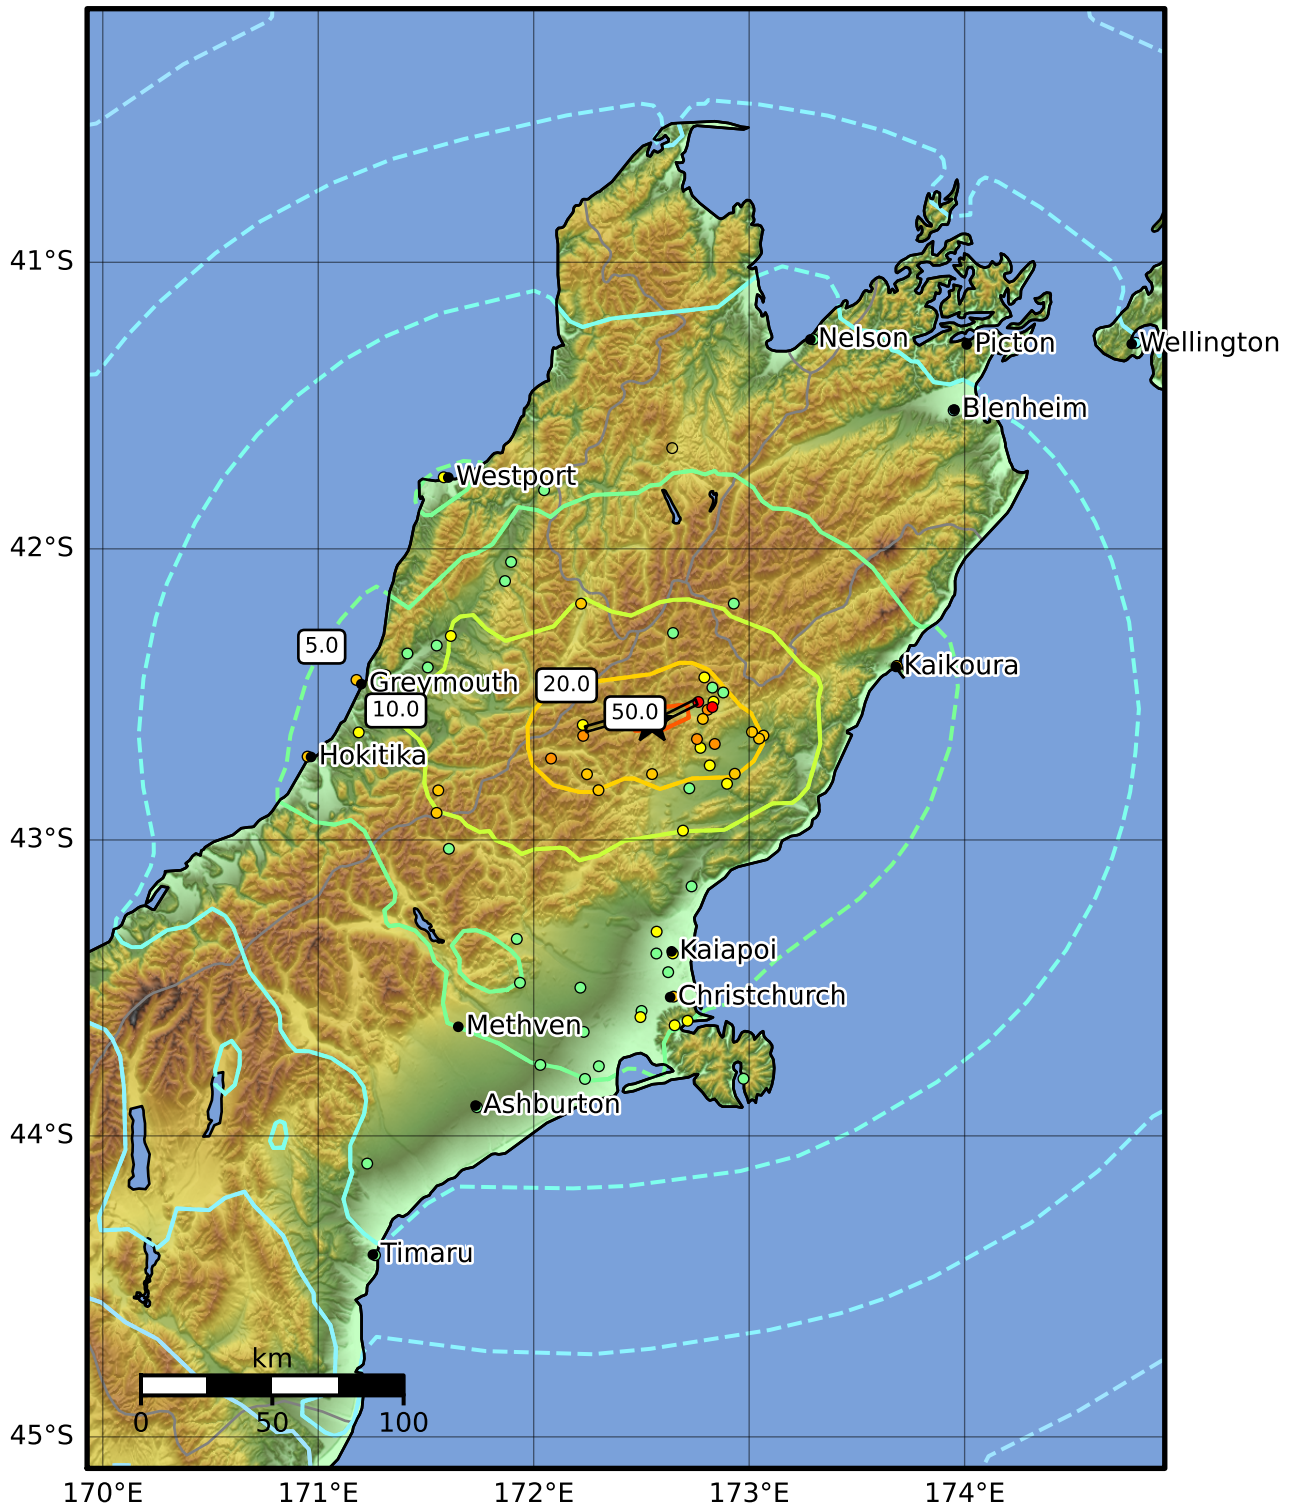 41°S
Nelson
Picton
Wellington
Blenheim
Westport
42°S
5.0
Kaikoura
Greymouth
20.0
10.0
50.0
Hokitika
43°S
Kaiapoi
Christchurch
Methven
Ashburton
44°S
Timaru
km
0
50
100
45°S
170°E
171°E
172°E
173°E
174°E